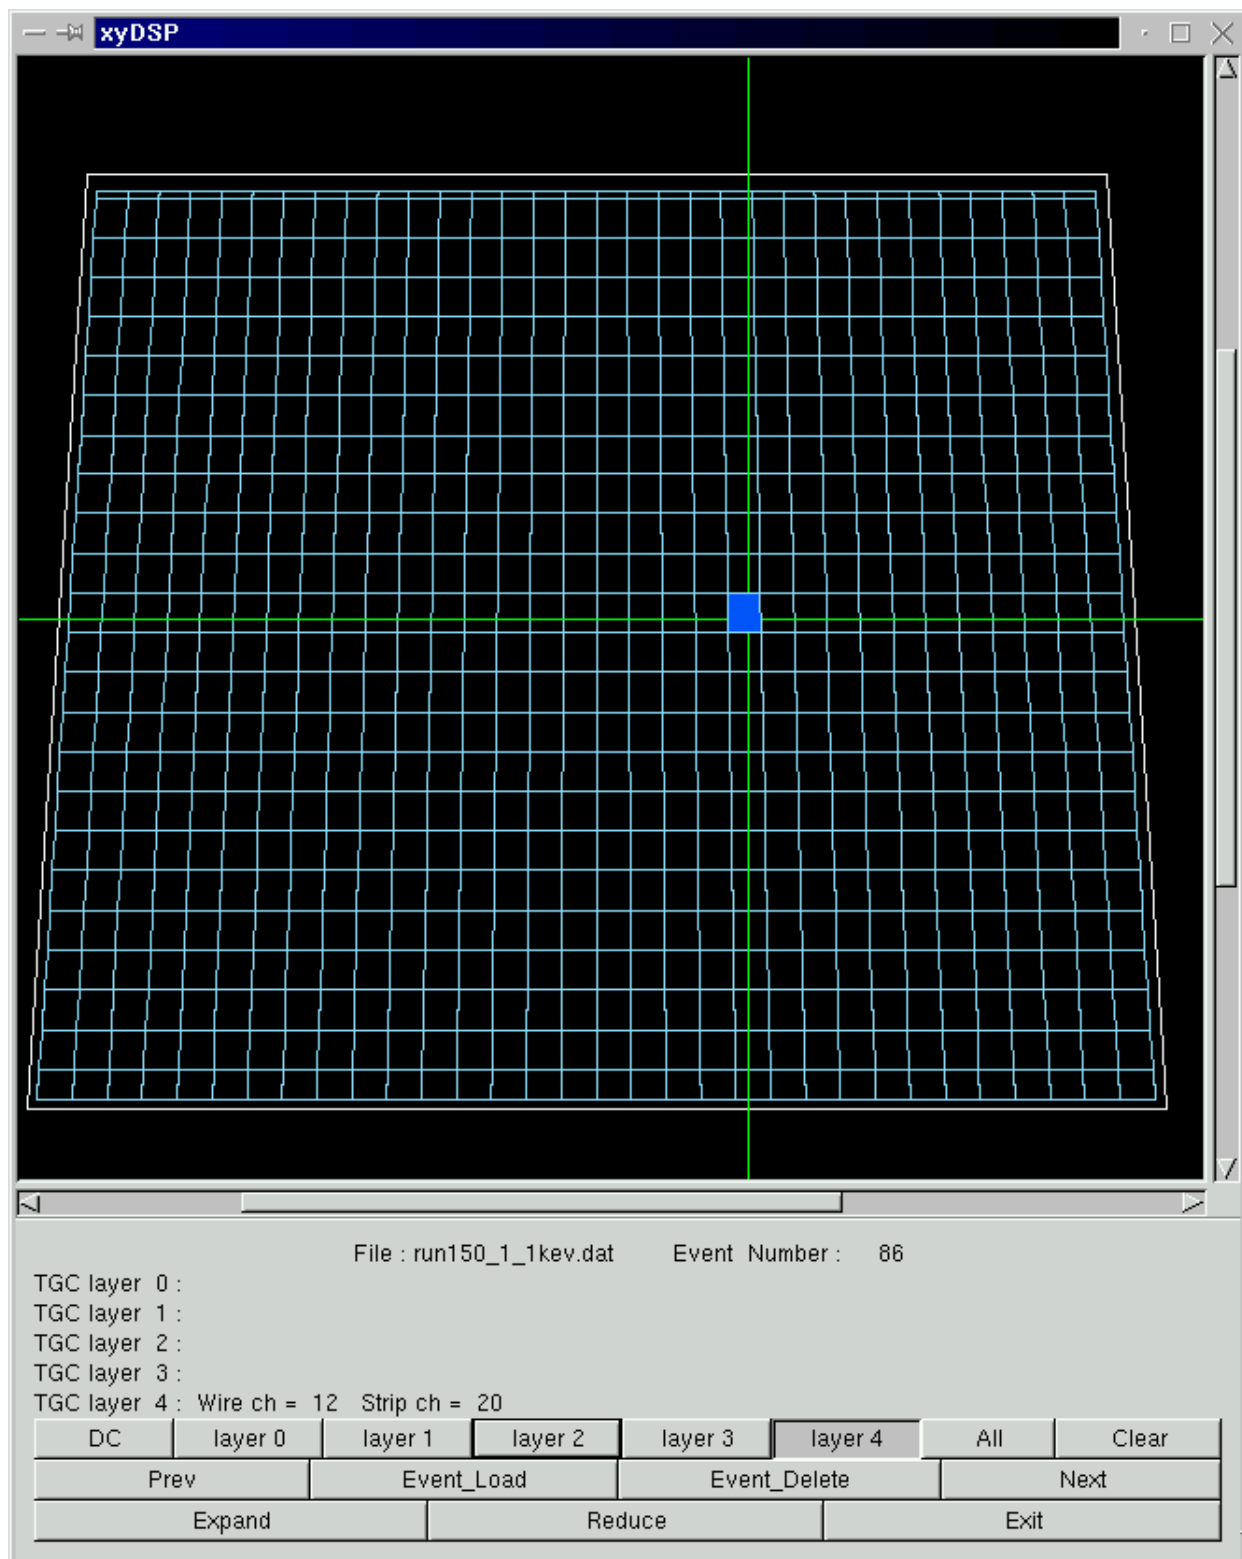 xyDSP
File : run150_1_1kev.dat Event Number : 86
TGC layer 0 :
TGC layer 1 :
TGC layer 2 :
TGC layer 3 :
TGC layer 4 : Wire ch = 12 Strip ch = 20
DC layer 0 layer 1 layer 2 layer 3 layer 4 All Clear
Prev Event_Load Event_Delete Next
Expand Reduce Exit